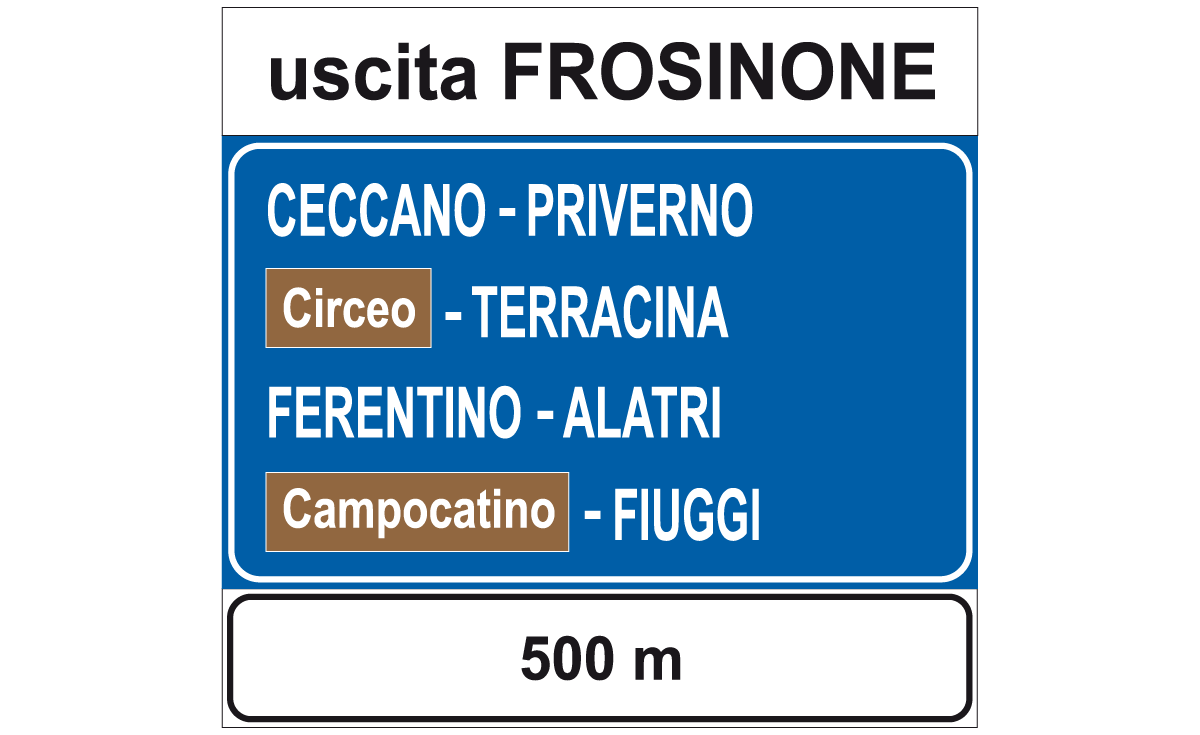 uscita FROSINONE
CECCANO - PRIVERNO
Circeo - TERRACINA
FERENTINO - ALATRI
Campocatino - FIUGGI
500 m